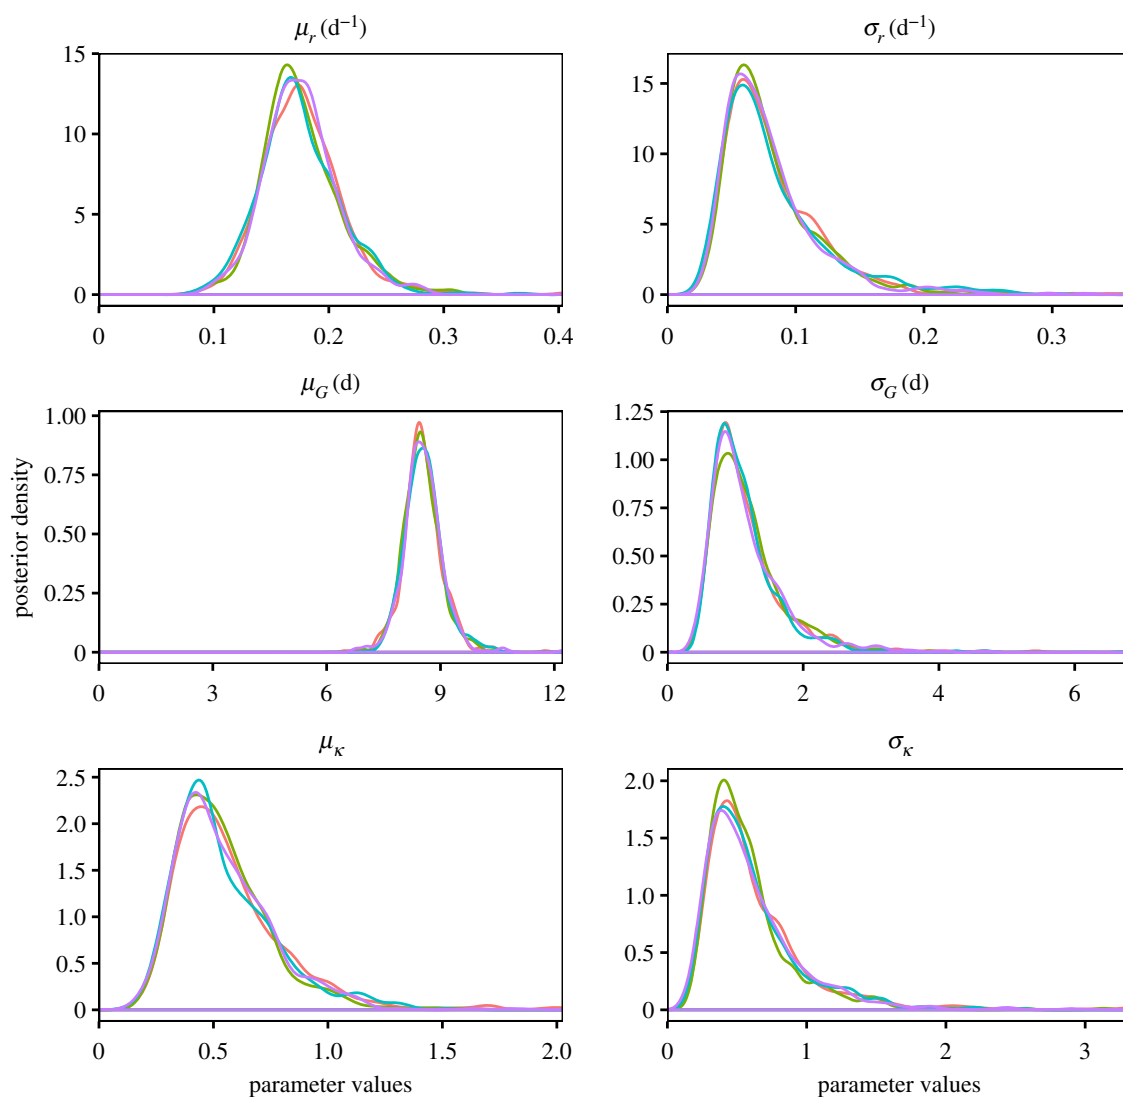 μr (d−1)
σr (d−1)
15
10
5
0
15
10
5
0
0 0.1 0.2 0.3 0.4
0 0.1 0.2 0.3
μG (d)
σG (d)
posterior density
1.00
0.75
0.50
0.25
0
1.25
1.00
0.75
0.50
0.25
0
0 3 6 9 12
0 2 4 6
μκ
σκ
2.5
2.0
1.5
1.0
0.5
0
2.0
1.5
1.0
0.5
0
0 0.5 1.0 1.5 2.0
0 1 2 3
parameter values
parameter values